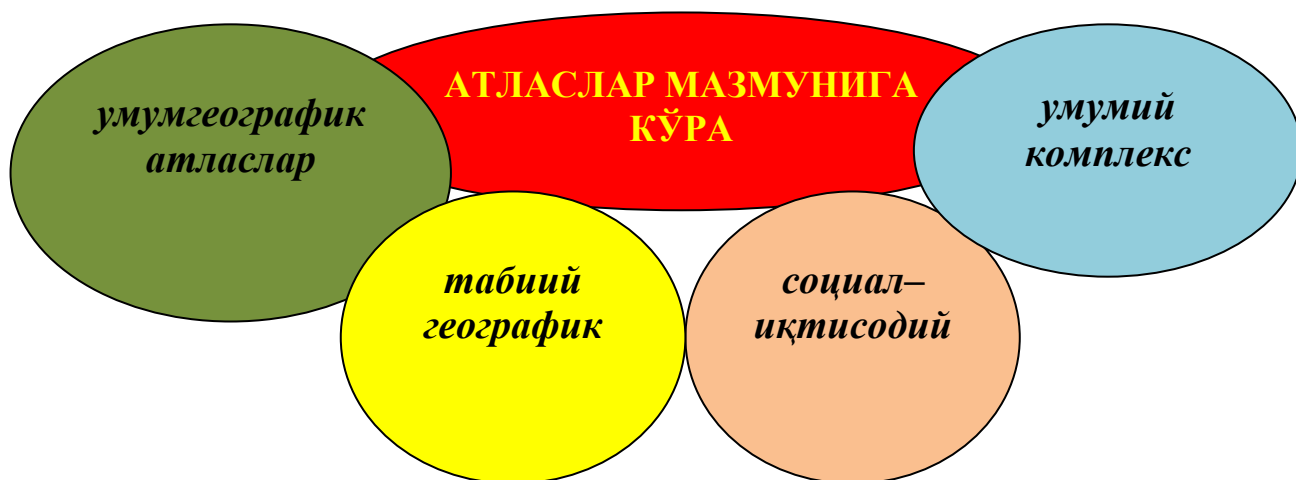 АТЛАСЛАР МАЗМУНИГА
КЎРА
умумгеографик
атласлар
табиий
географик
социал–
иқтисодий
умумий
комплекс